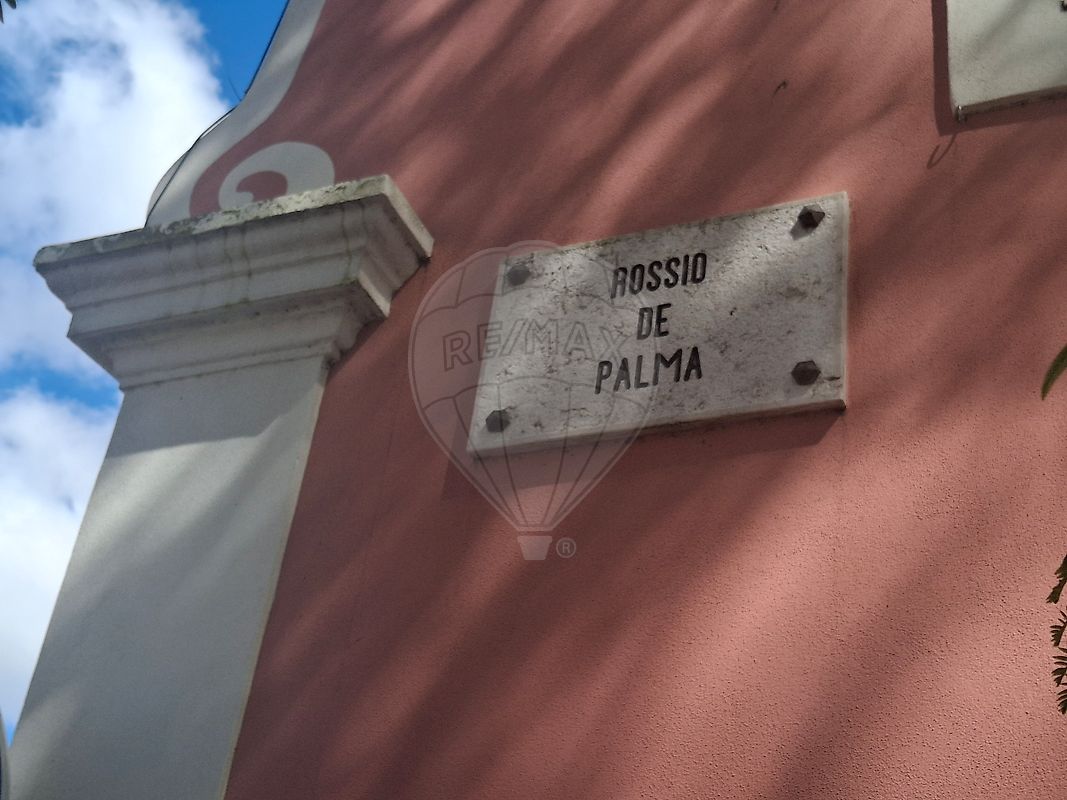 ROSSIO
DE
PALMA
RE/MAX
®